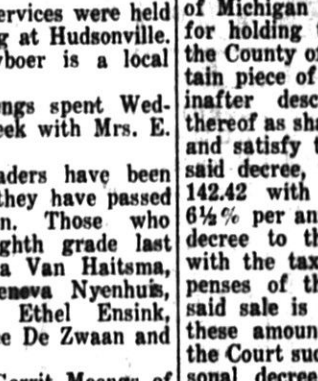 ervices were held
g at Hudsonville.
boer is a local
ngs spent Wed-
eek with Mrs. E.
aders have been
they have passed
n. Those who
ghth grade last
a Van Haitsma,
eneva Nyenhuis,
Ethel Ensink,
e De Zwaan and
of Michigan
for holding
the County of
tain piece of
inafter desc
thereof as sha
and satisfy t
said decree,
142.42 with
6½% per an
decree to th
with the tax
penses of th
said sale is
these amoun
the Court suc
sonal decree